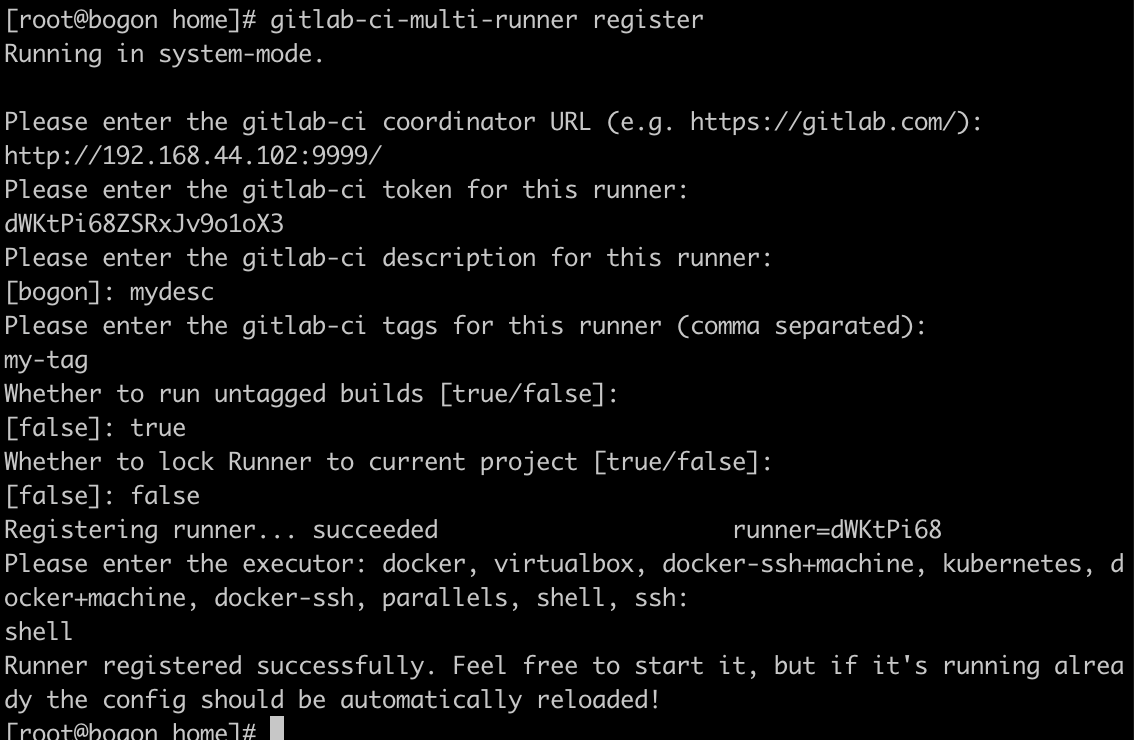 [root@bogon home]# gitlab-ci-multi-runner register
Running in system-mode.
Please enter the gitlab-ci coordinator URL (e.g. https://gitlab.com/):
http://192.168.44.102:9999/
Please enter the gitlab-ci token for this runner:
dWKtPi68ZSRxJv9o1oX3
Please enter the gitlab-ci description for this runner:
[bogon]: mydesc
Please enter the gitlab-ci tags for this runner (comma separated):
my-tag
Whether to run untagged builds [true/false]:
[false]: true
Whether to lock Runner to current project [true/false]:
[false]: false
Registering runner... succeeded                     runner=dWKtPi68
Please enter the executor: docker, virtualbox, docker-ssh+machine, kubernetes, d
ocker+machine, docker-ssh, parallels, shell, ssh:
shell
Runner registered successfully. Feel free to start it, but if it's running alrea
dy the config should be automatically reloaded!
[root@bogon home]#